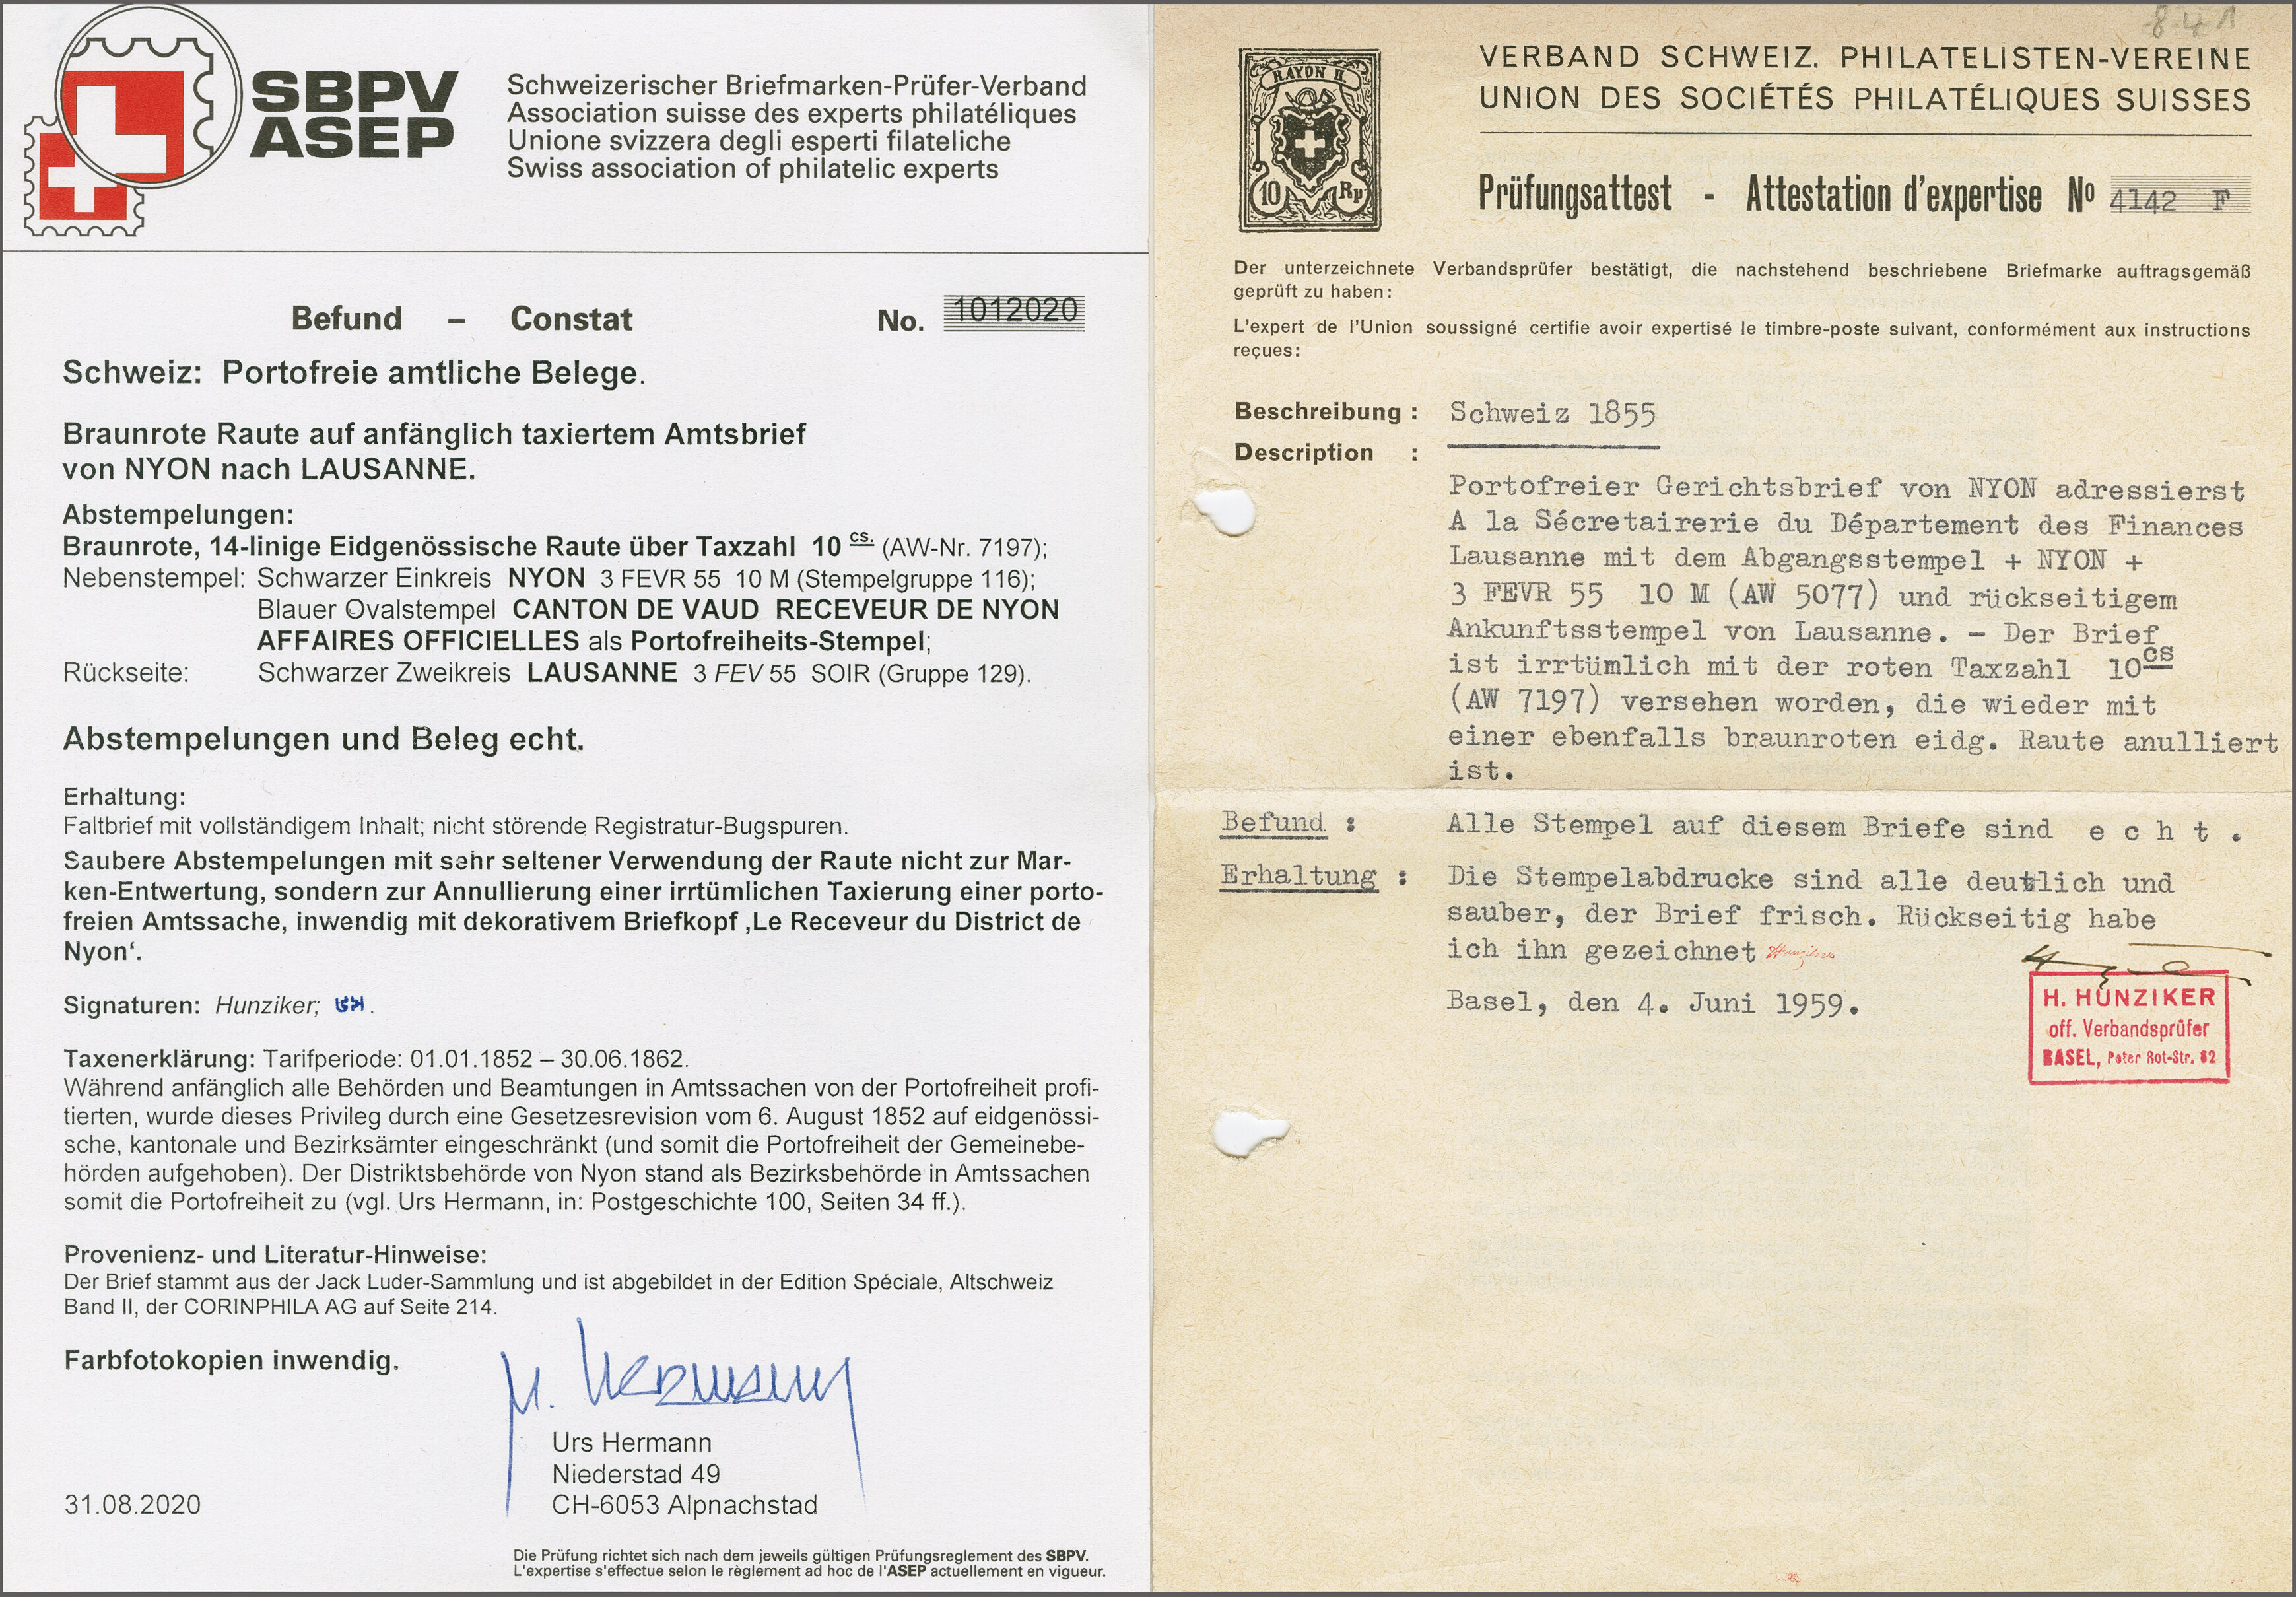 SBPV
ASEP
Schweizerischer Briefmarken-Prüfer-Verband
Association suisse des experts philatéliques
Unione svizzera degli esperti filateliche
Swiss association of philatelic experts
Befund – Constat No. 1012020
Schweiz: Portofreie amtliche Belege.
Braunrote Raute auf anfänglich taxiertem Amtsbrief
von NYON nach LAUSANNE.
Abstempelungen:
Braunrote, 14-linige Eidgenössische Raute über Taxzahl 10 cs. (AW-Nr. 7197);
Nebenstempel: Schwarzer Einkreis NYON 3 FEVR 55 10 M (Stempelgruppe 116);
Blauer Ovalstempel CANTON DE VAUD RECEVEUR DE NYON
AFFAIRES OFFICIELLES als Portofreiheits-Stempel;
Rückseite: Schwarzer Zweikreis LAUSANNE 3 FEV 55 SOIR (Gruppe 129).
Abstempelungen und Beleg echt.
Erhaltung:
Faltbrief mit vollständigem Inhalt; nicht störende Registratur-Bugspuren.
Saubere Abstempelungen mit sehr seltener Verwendung der Raute nicht zur Mar-
ken-Entwertung, sondern zur Annullierung einer irrtümlichen Taxierung einer porto-
freien Amtssache, inwendig mit dekorativem Briefkopf ‚Le Receveur du District de
Nyon‘.
Signaturen: Hunziker;
Taxenerklärung: Tarifperiode: 01.01.1852 – 30.06.1862.
Während anfänglich alle Behörden und Beamtungen in Amtssachen von der Portofreiheit profi-
tierten, wurde dieses Privileg durch eine Gesetzesrevision vom 6. August 1852 auf eidgenössi-
sche, kantonale und Bezirksämter eingeschränkt (und somit die Portofreiheit der Gemeinebe-
hörden aufgehoben). Der Distriktsbehörde von Nyon stand als Bezirksbehörde in Amtssachen
somit die Portofreiheit zu (vgl. Urs Hermann, in: Postgeschichte 100, Seiten 34 ff.).
Provenienz- und Literatur-Hinweise:
Der Brief stammt aus der Jack Luder-Sammlung und ist abgebildet in der Edition Spéciale, Altschweiz
Band II, der CORINPHILA AG auf Seite 214.
Farbfotokopien inwendig.
U. Hermann
Urs Hermann
Niederstad 49
CH-6053 Alpnachstad
31.08.2020
Die Prüfung richtet sich nach dem jeweils gültigen Prüfungsreglement des SBPV.
L'expertise s'effectue selon le règlement ad hoc de l'ASEP actuellement en vigueur.
RAYON II.
10 Rp
VERBAND SCHWEIZ. PHILATELISTEN-VEREINE
UNION DES SOCIÉTÉS PHILATÉLIQUES SUISSES
Prüfungsattest - Attestation d'expertise No 4142 F
Der unterzeichnete Verbandsprüfer bestätigt, die nachstehend beschriebene Briefmarke auftragsgemäß
geprüft zu haben:
L'expert de l'Union soussigné certifie avoir expertisé le timbre-poste suivant, conformément aux instructions
reçues:
Beschreibung : Schweiz 1855
Description :
Portofreier Gerichtsbrief von NYON adressierst
A la Sécretairerie du Département des Finances
Lausanne mit dem Abgangsstempel + NYON +
3 FEVR 55 10 M (AW 5077) und rückseitigem
Ankunftsstempel von Lausanne. - Der Brief
ist irrtümlich mit der roten Taxzahl 10cs
(AW 7197) versehen worden, die wieder mit
einer ebenfalls braunroten eidg. Raute anulliert
ist.
Befund : Alle Stempel auf diesem Briefe sind e c h t .
Erhaltung : Die Stempelabdrucke sind alle deutlich und
sauber, der Brief frisch. Rückseitig habe
ich ihn gezeichnet Hunziker
Basel, den 4. Juni 1959.
H. HUNZIKER
off. Verbandsprüfer
BASEL, Peter Rot-Str. 62